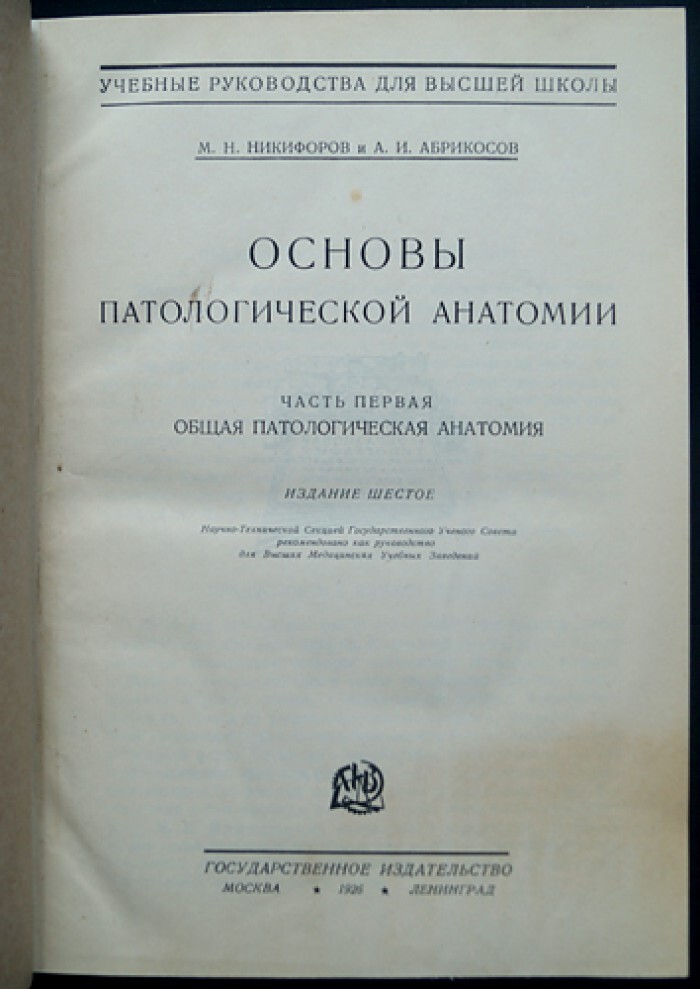 УЧЕБНЫЕ РУКОВОДСТВА ДЛЯ ВЫСШЕЙ ШКОЛЫ
М. Н. НИКИФОРОВ и А. И. АБРИКОСОВ
ОСНОВЫ
ПАТОЛОГИЧЕСКОЙ АНАТОМИИ
ЧАСТЬ ПЕРВАЯ
ОБЩАЯ ПАТОЛОГИЧЕСКАЯ АНАТОМИЯ
ИЗДАНИЕ ШЕСТОЕ
Научно-Технической Секцией Государственного Ученого Совета
рекомендовано как руководство
для Высших Медицинских Учебных Заведений
ГОСУДАРСТВЕННОЕ ИЗДАТЕЛЬСТВО
МОСКВА ★ 1926 ★ ЛЕНИНГРАД